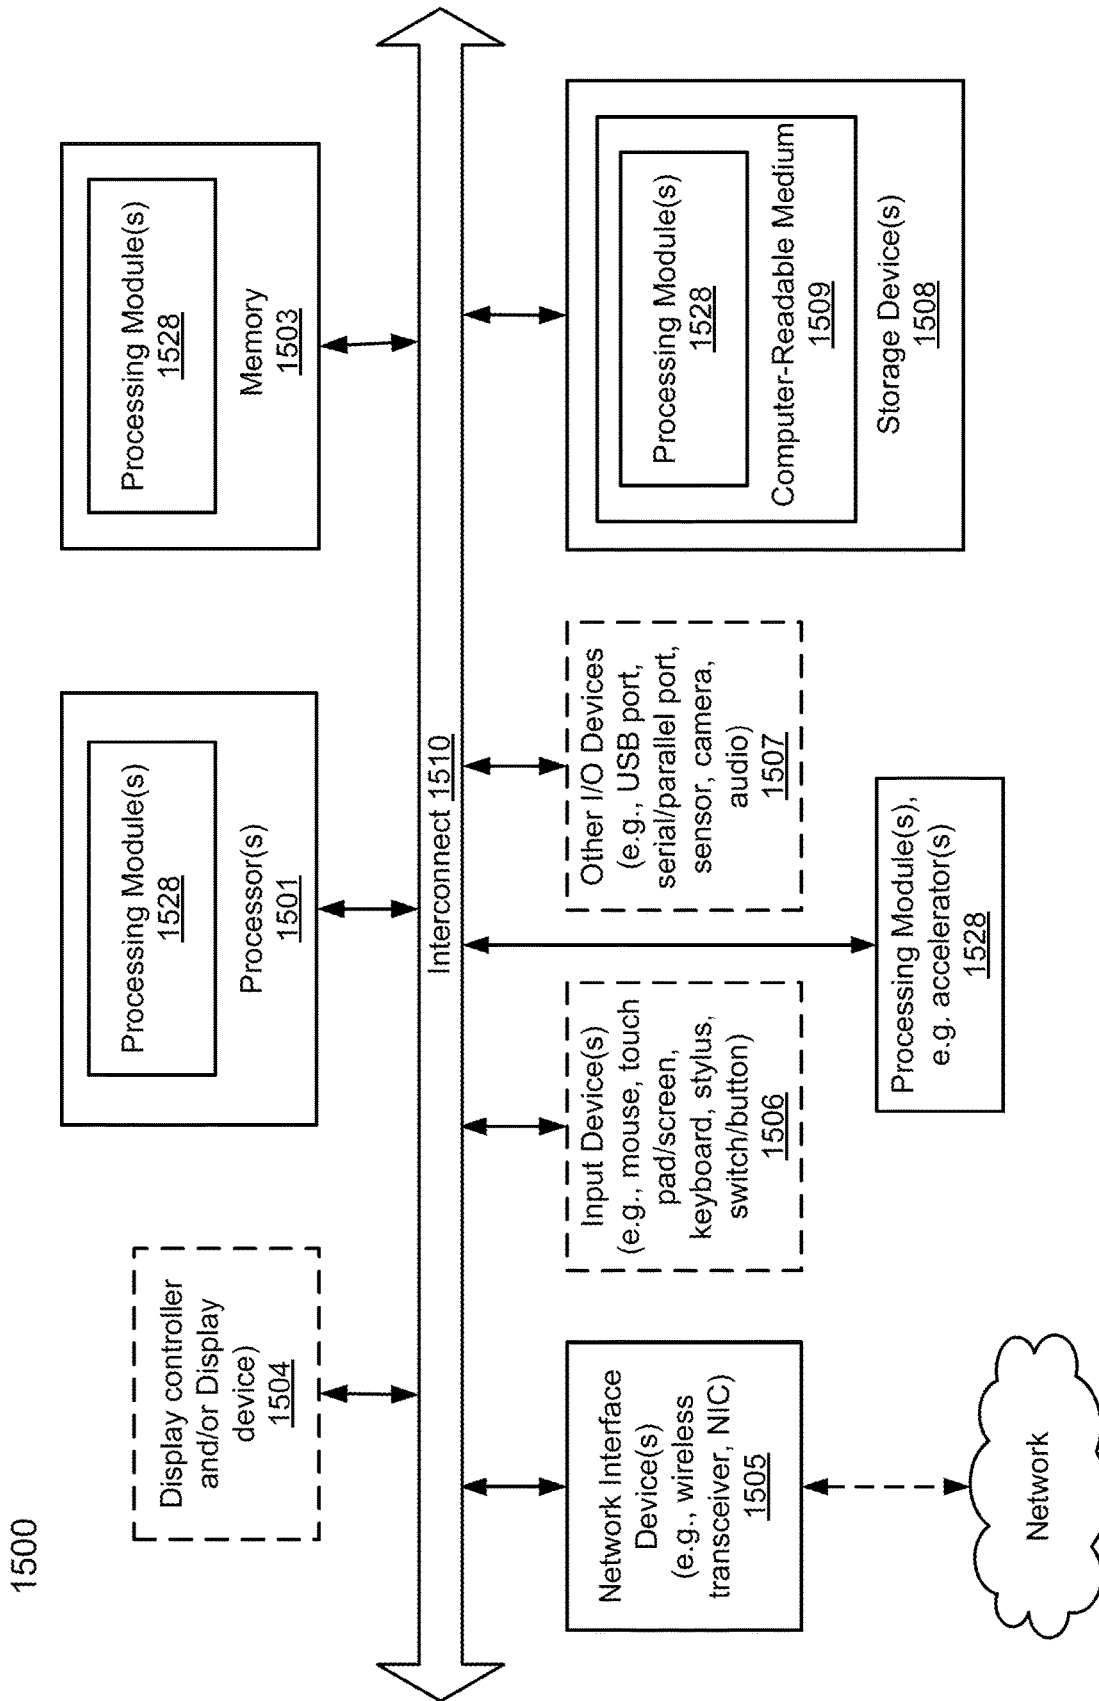 1500
Display controller
and/or Display
device)
1504
Processing Module(s)
1528
Processor(s)
1501
Processing Module(s)
1528
Memory
1503
Interconnect 1510
Network Interface
Device(s)
(e.g., wireless
transceiver, NIC)
1505
Input Device(s)
(e.g., mouse, touch
pad/screen,
keyboard, stylus,
switch/button)
1506
Other I/O Devices
(e.g., USB port,
serial/parallel port,
sensor, camera,
audio)
1507
Processing Module(s)
1528
Computer-Readable Medium
1509
Storage Device(s)
1508
Processing Module(s),
e.g. accelerator(s)
1528
Network